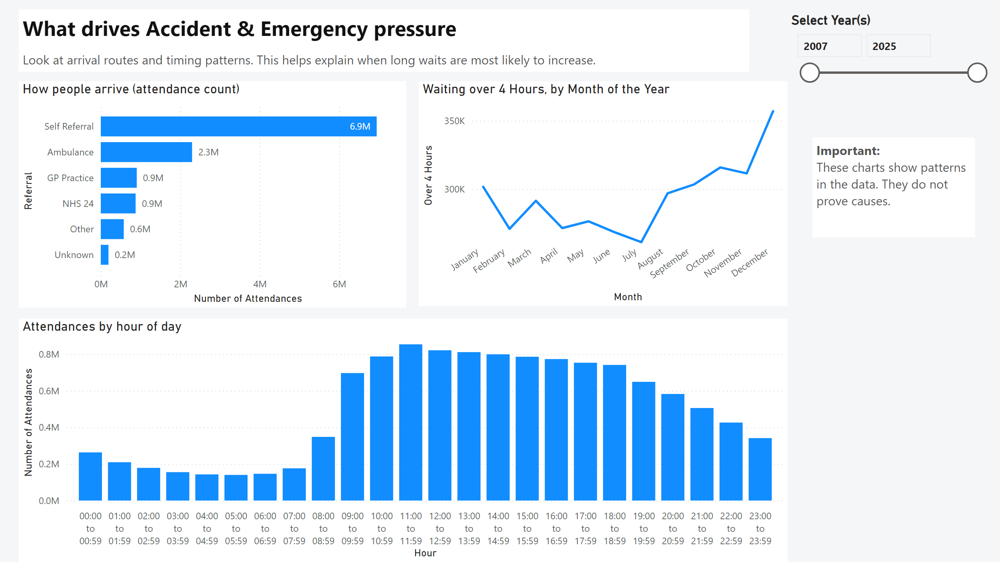 What drives Accident & Emergency pressure
Look at arrival routes and timing patterns. This helps explain when long waits are most likely to increase.
Select Year(s)
2007
2025
How people arrive (attendance count)
Referral
Self Referral
6.9M
Ambulance
2.3M
GP Practice
0.9M
NHS 24
0.9M
Other
0.6M
Unknown
0.2M
0M 2M 4M 6M
Number of Attendances
Waiting over 4 Hours, by Month of the Year
Over 4 Hours
350K
300K
January February March April May June July August September October November December
Month
Important:
These charts show patterns
in the data. They do not
prove causes.
Attendances by hour of day
Number of Attendances
0.8M
0.6M
0.4M
0.2M
0.0M
00:00 01:00 02:00 03:00 04:00 05:00 06:00 07:00 08:00 09:00 10:00 11:00 12:00 13:00 14:00 15:00 16:00 17:00 18:00 19:00 20:00 21:00 22:00 23:00
to to to to to to to to to to to to to to to to to to to to to to to to
00:59 01:59 02:59 03:59 04:59 05:59 06:59 07:59 08:59 09:59 10:59 11:59 12:59 13:59 14:59 15:59 16:59 17:59 18:59 19:59 20:59 21:59 22:59 23:59
Hour